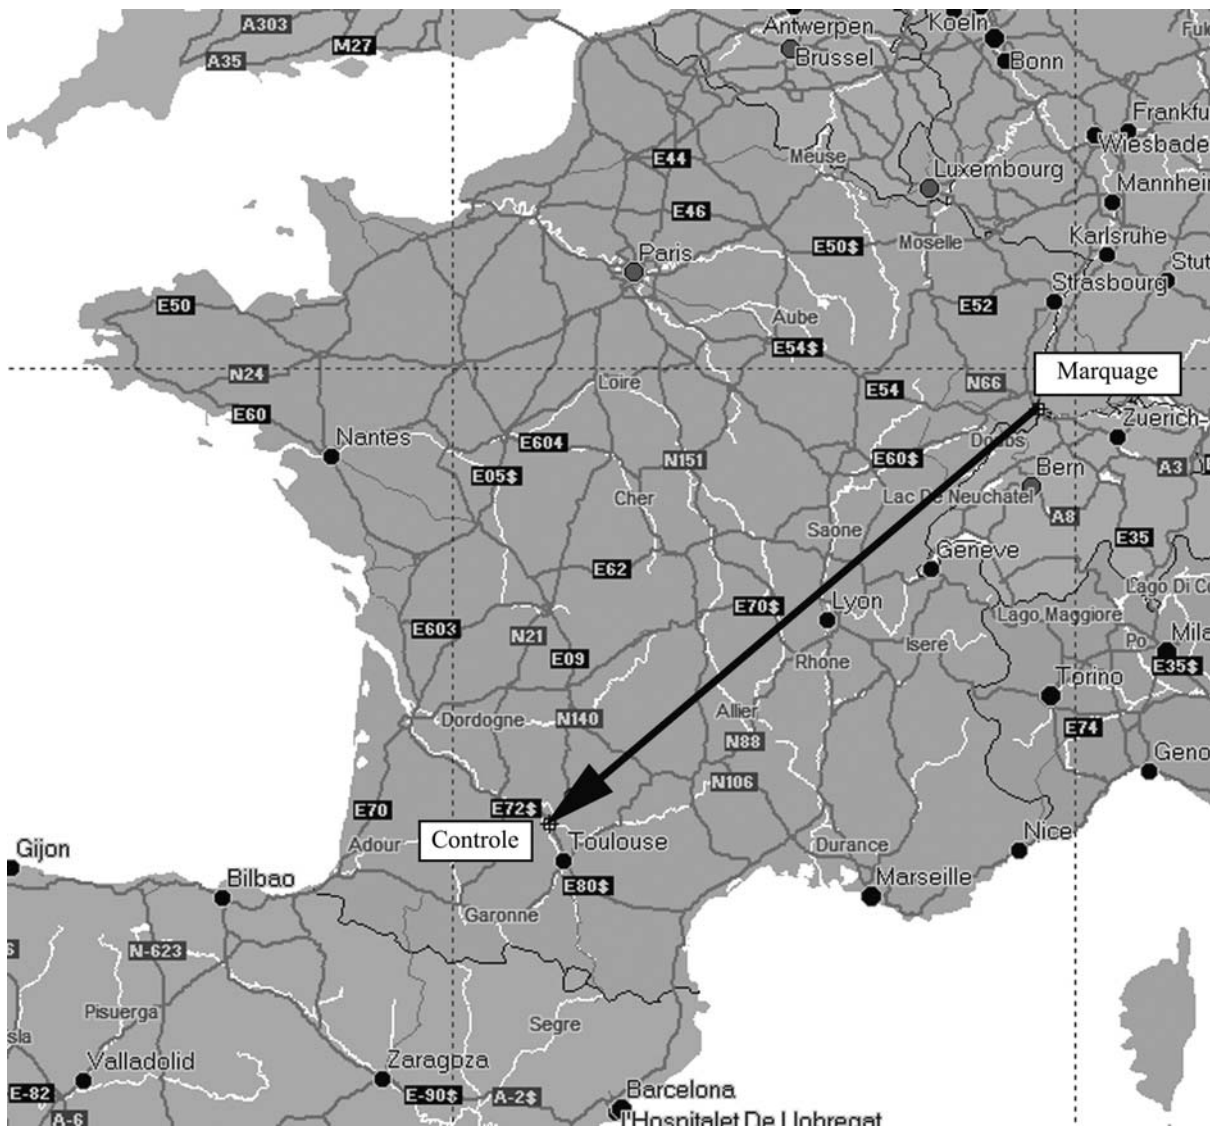 A303
M27
A35
Antwerpen
Brussel
Koeln
Bonn
Frankfu
Wiesbade
Mannhei
Luxembourg
Meuse
E44
E46
E50$
Moselle
Karlsruhe
Stut
Strasbourg
Paris
E50
E52
Aube
E54$
N24
N66
Marquage
Loire
E54
E60
Nantes
E604
N151
E60$
Doubs
Zuerich
A3
E05$
Cher
Bern
Lac De Neuchatel
A8
Saone
E35
Geneve
E62
Lago Di Co
Lago Maggiore
Lyon
E70$
E603
N21
E09
Rhone
Isere
Po
Mila
E35$
Torino
Dordogne
N140
Allier
N88
E74
Geno
N106
E70
E72$
Controle
Adour
Toulouse
Durance
Nice
Gijon
Bilbao
E80$
Marseille
Garonne
N-623
Pisuerga
Segre
sla
Valladolid
Zaragoza
E-82
E-90$
A-2$
Barcelona
A-6
l'Hospitalet De Llobregat